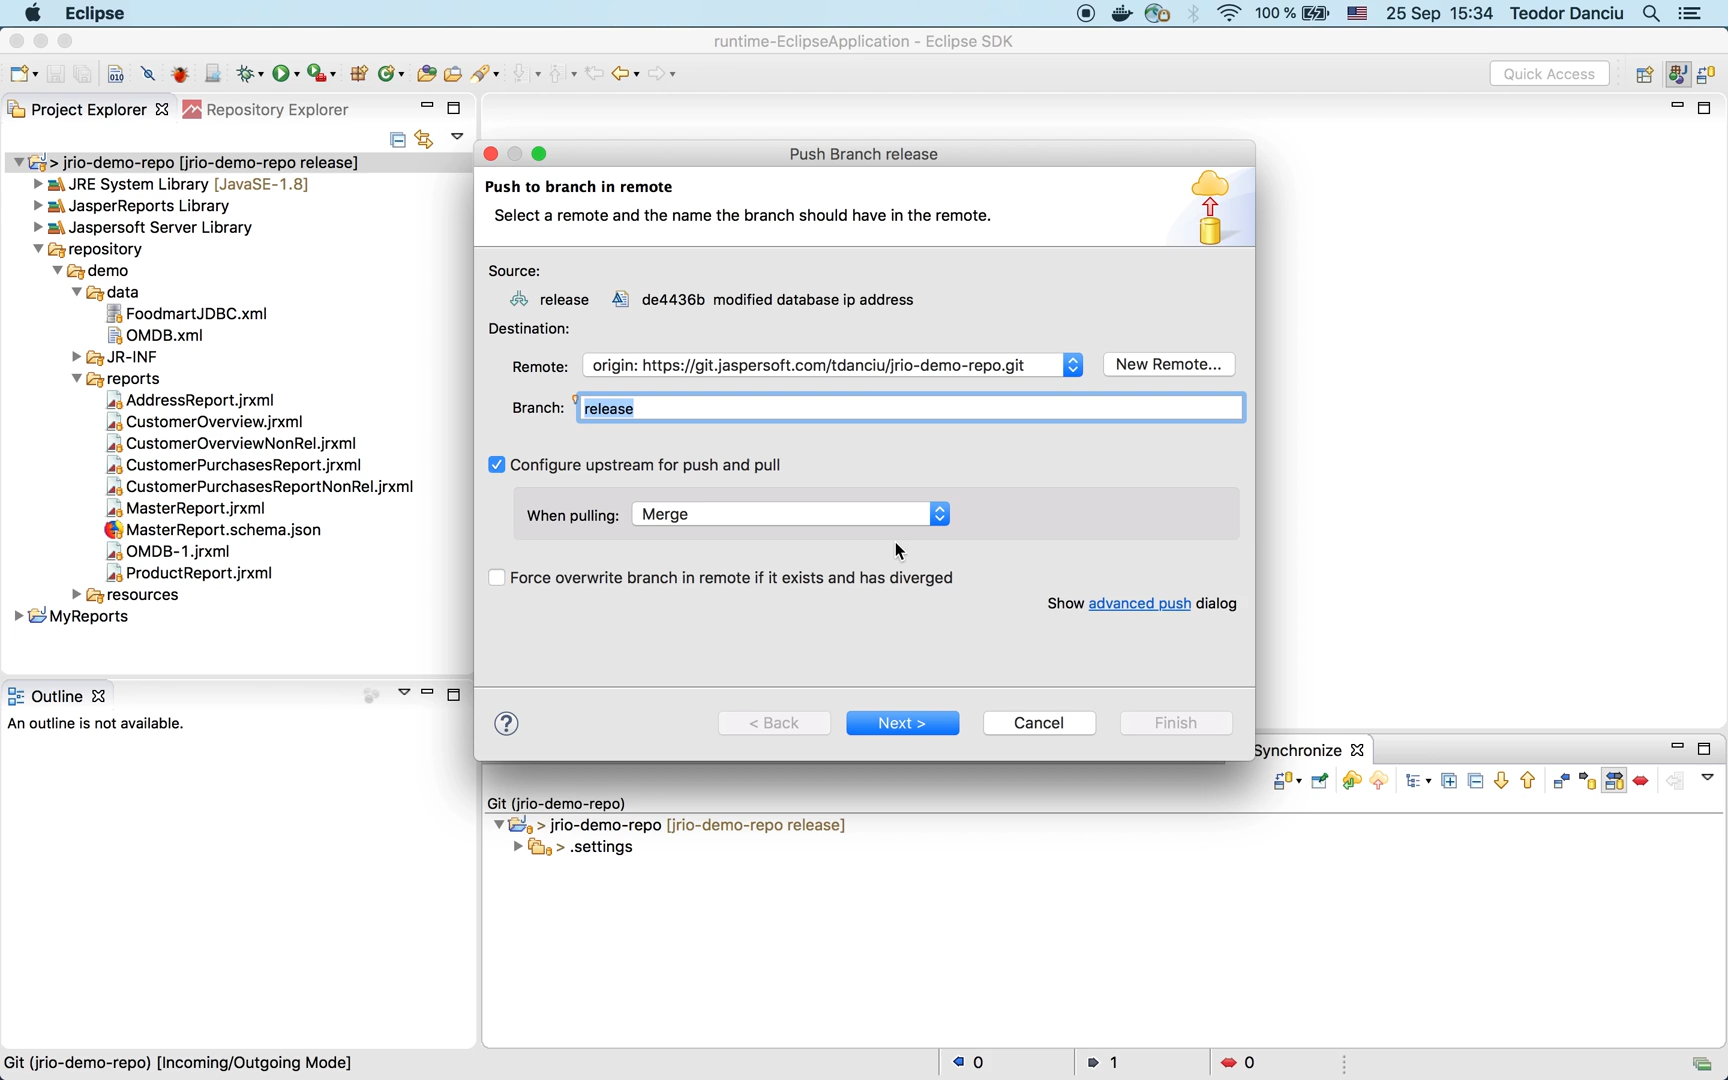 Eclipse 100 % 25 Sep 15:34 Teodor Danciu
runtime-EclipseApplication - Eclipse SDK
010 Quick Access
Project Explorer Repository Explorer
> jrio-demo-repo [jrio-demo-repo release]
JRE System Library [JavaSE-1.8]
JasperReports Library
Jaspersoft Server Library
repository
demo
data
FoodmartJDBC.xml
OMDB.xml
JR-INF
reports
AddressReport.jrxml
CustomerOverview.jrxml
CustomerOverviewNonRel.jrxml
CustomerPurchasesReport.jrxml
CustomerPurchasesReportNonRel.jrxml
MasterReport.jrxml
MasterReport.schema.json
OMDB-1.jrxml
ProductReport.jrxml
resources
MyReports
Outline
An outline is not available.
Push Branch release
Push to branch in remote
Select a remote and the name the branch should have in the remote.
Source:
release de4436b modified database ip address
Destination:
Remote: origin: https://git.jaspersoft.com/tdanciu/jrio-demo-repo.git New Remote...
Branch: release
Configure upstream for push and pull
When pulling: Merge
Force overwrite branch in remote if it exists and has diverged
Show advanced push dialog
? < Back Next > Cancel Finish
Synchronize
Git (jrio-demo-repo)
> jrio-demo-repo [jrio-demo-repo release]
> .settings
Git (jrio-demo-repo) [Incoming/Outgoing Mode] 0 1 0